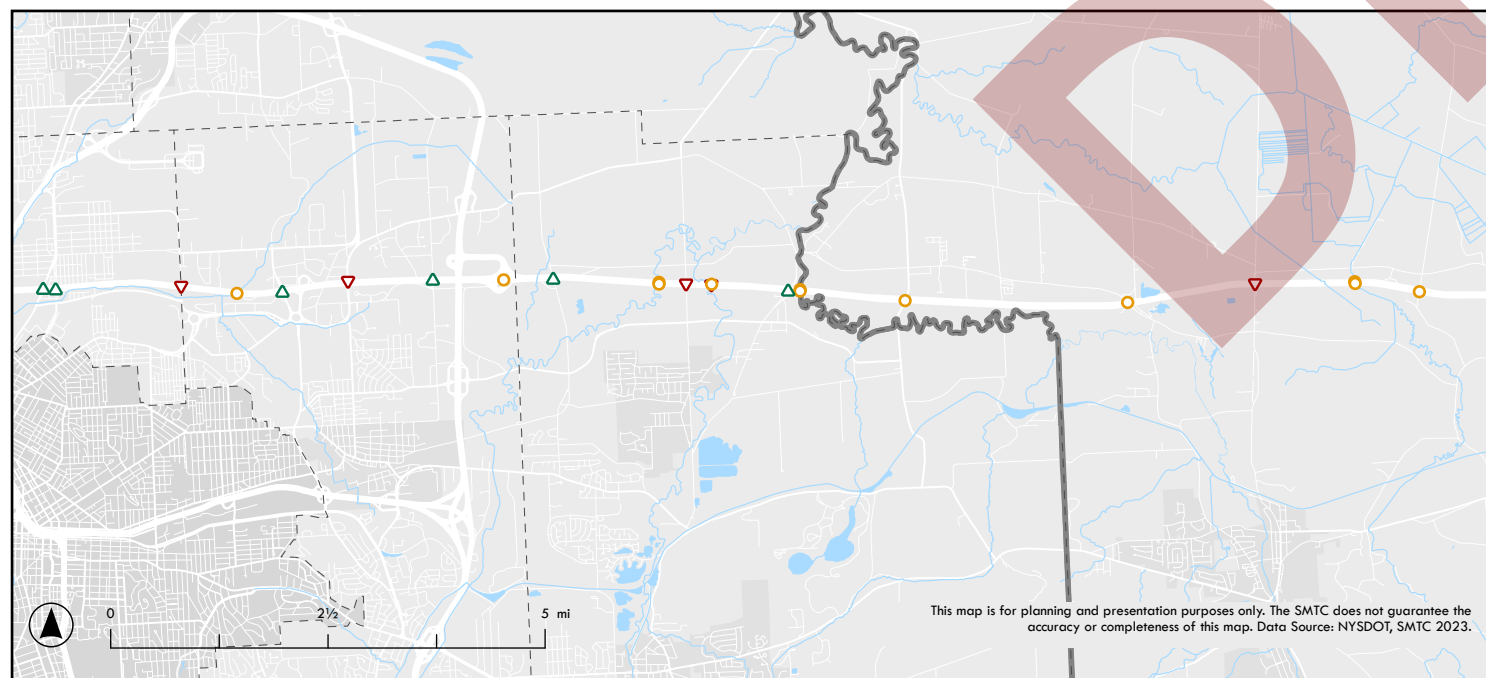 0 2½ 5 mi
This map is for planning and presentation purposes only. The SMTC does not guarantee the
accuracy or completeness of this map. Data Source: NYSDOT, SMTC 2023.
D